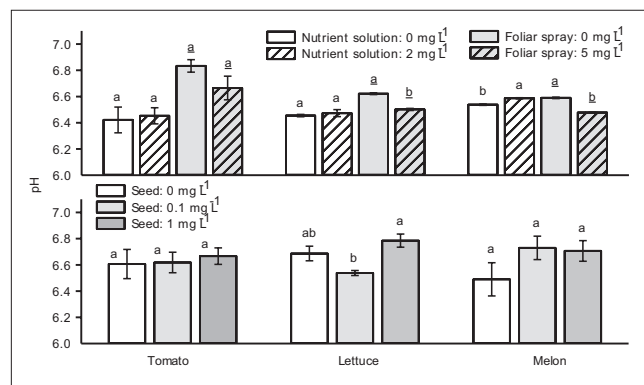 Nutrient solution: 0 mg L-1 Foliar spray: 0 mg L-1
Nutrient solution: 2 mg L-1 Foliar spray: 5 mg L-1
7.0
6.8
6.6
6.4
6.2
6.0
a a a a a a a b b a a b
pH
Seed: 0 mg L-1
Seed: 0.1 mg L-1
Seed: 1 mg L-1
7.0
6.8
6.6
6.4
6.2
6.0
a a a ab b a a a a
Tomato Lettuce Melon